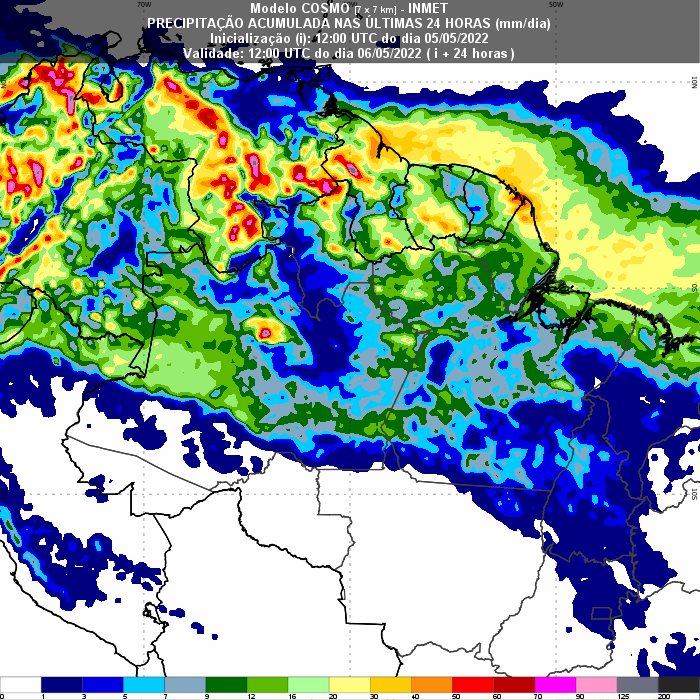 Modelo COSMO [7 x 7 km] - INMET
PRECIPITAÇÃO ACUMULADA NAS ÚLTIMAS 24 HORAS (mm/dia)
Inicialização (i): 12:00 UTC do dia 05/05/2022
Validade: 12:00 UTC do dia 06/05/2022 ( i + 24 horas )
70W
50W
10N
0S
10S
0 1 3 5 7 9 12 16 20 30 40 50 60 70 90 125 200